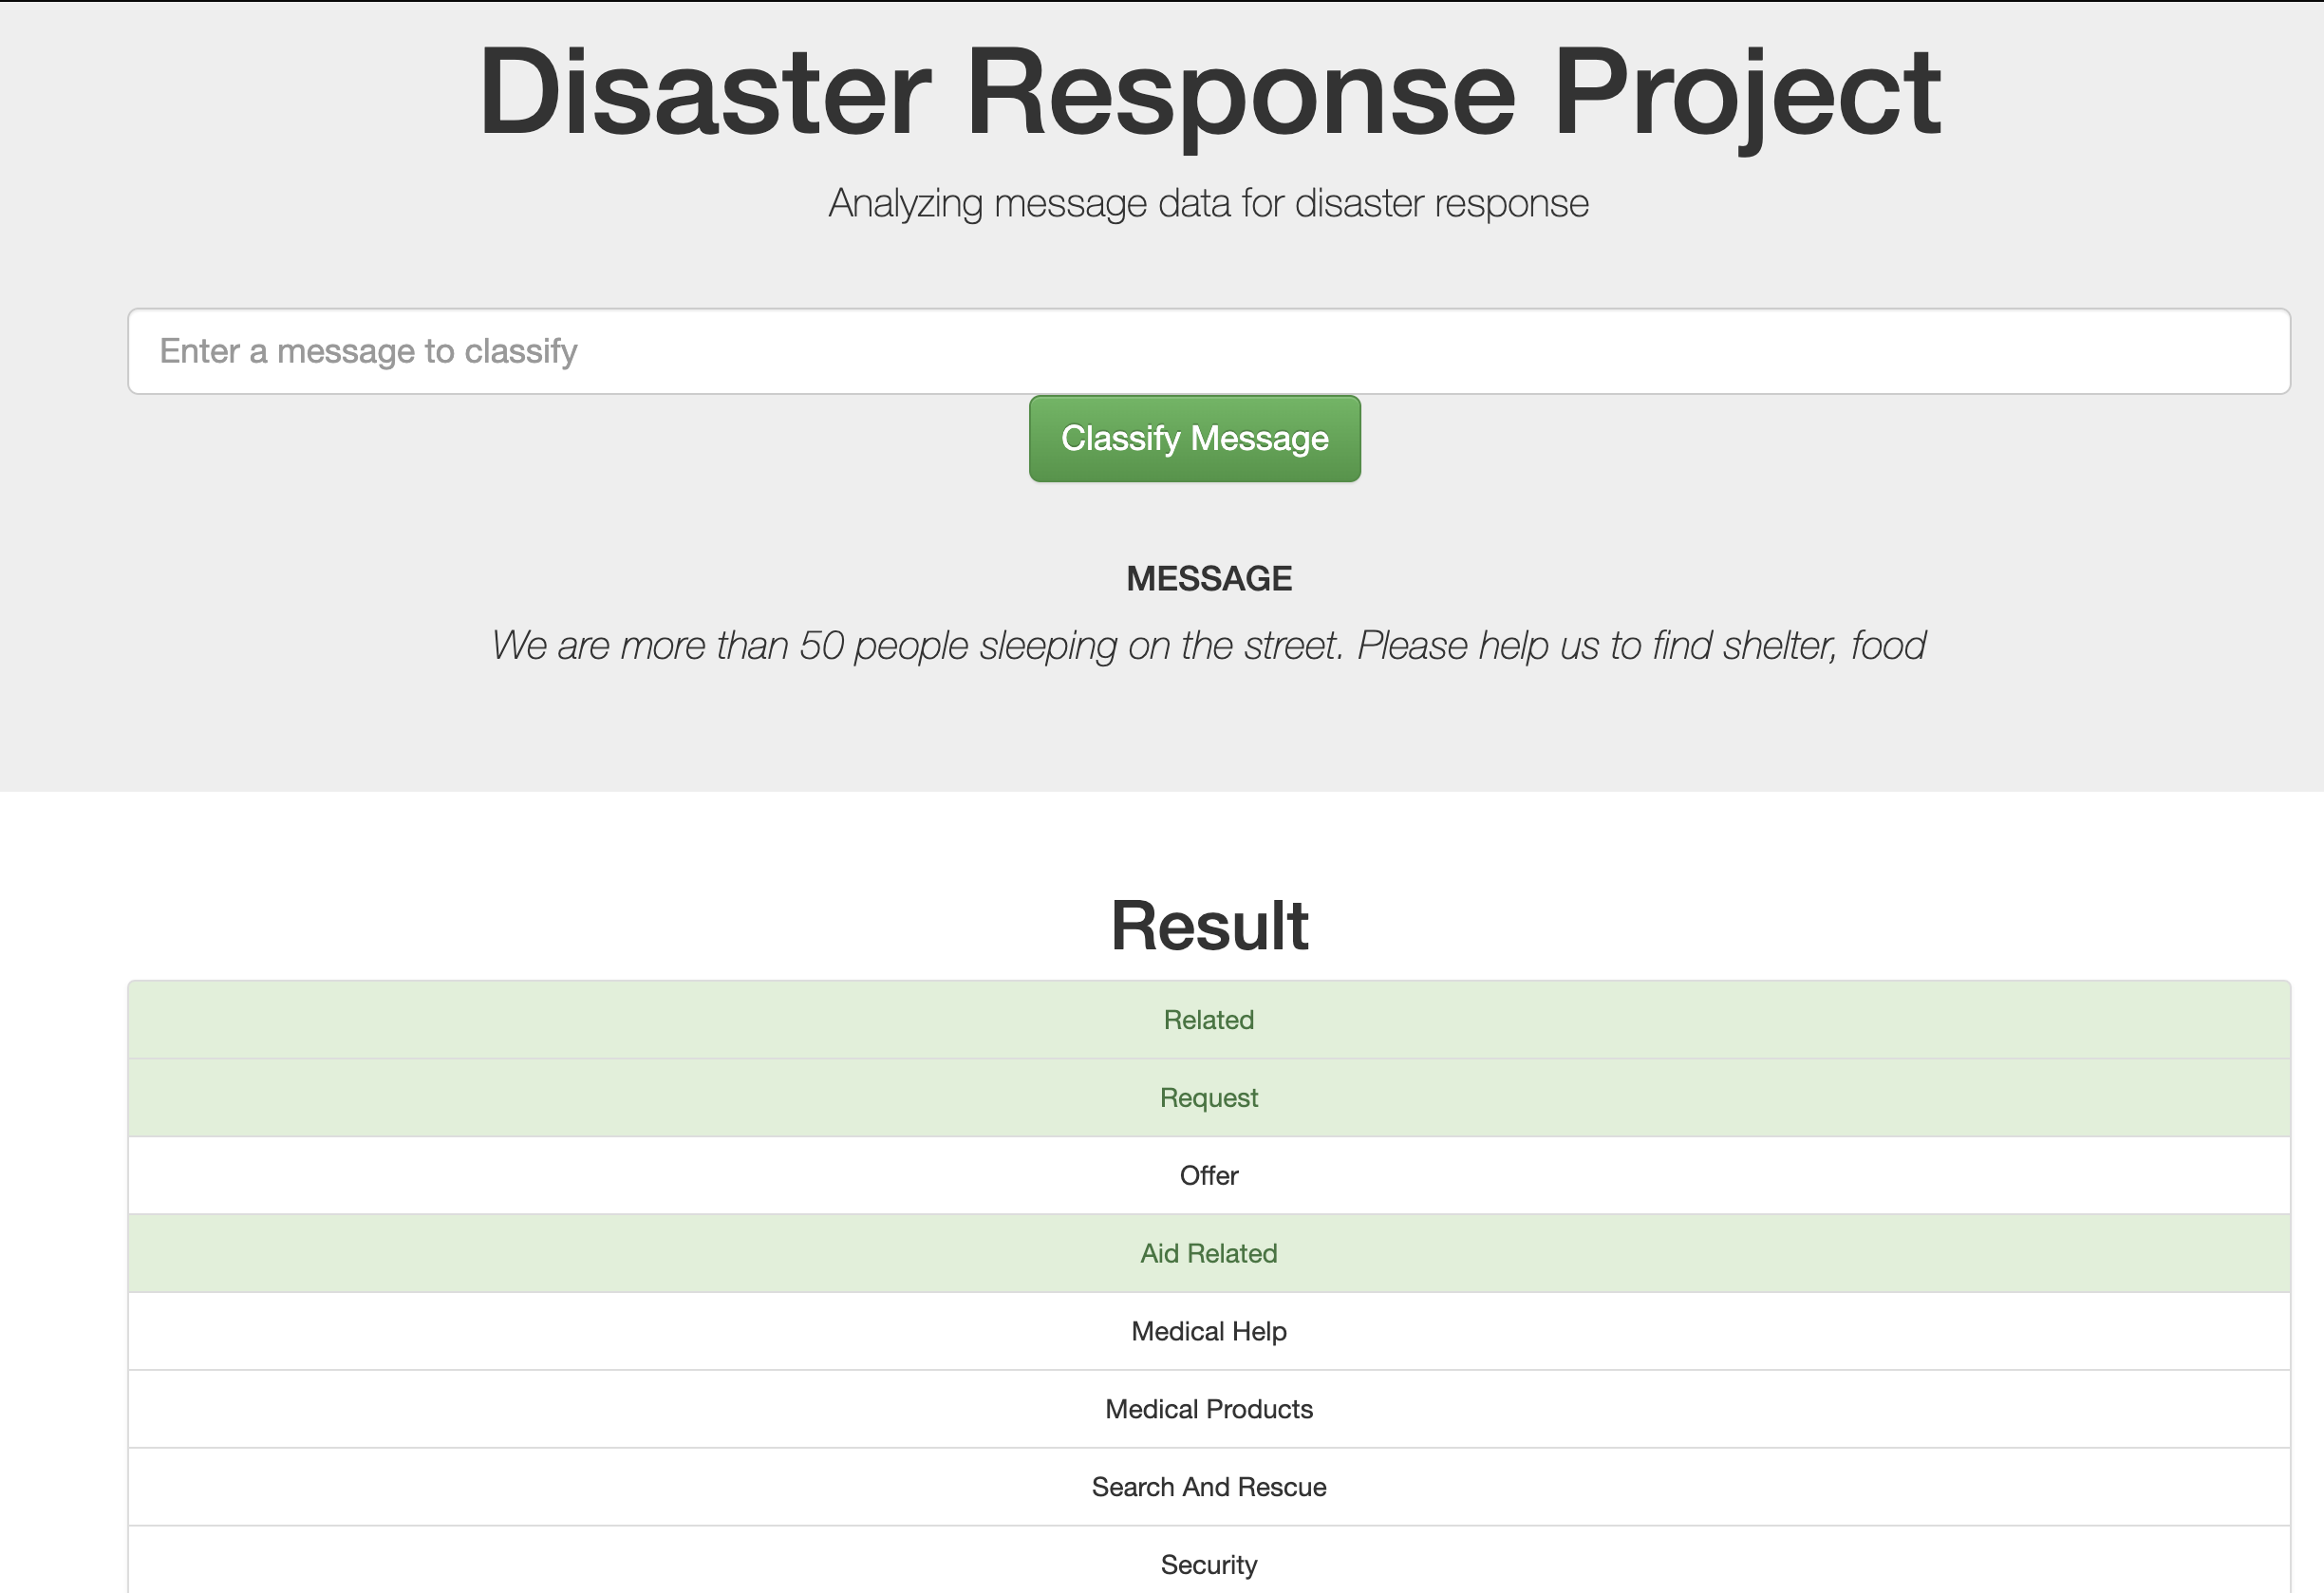 Disaster Response Project
Analyzing message data for disaster response
Enter a message to classify
Classify Message
MESSAGE
We are more than 50 people sleeping on the street. Please help us to find shelter, food
Result
Related
Request
Offer
Aid Related
Medical Help
Medical Products
Search And Rescue
Security